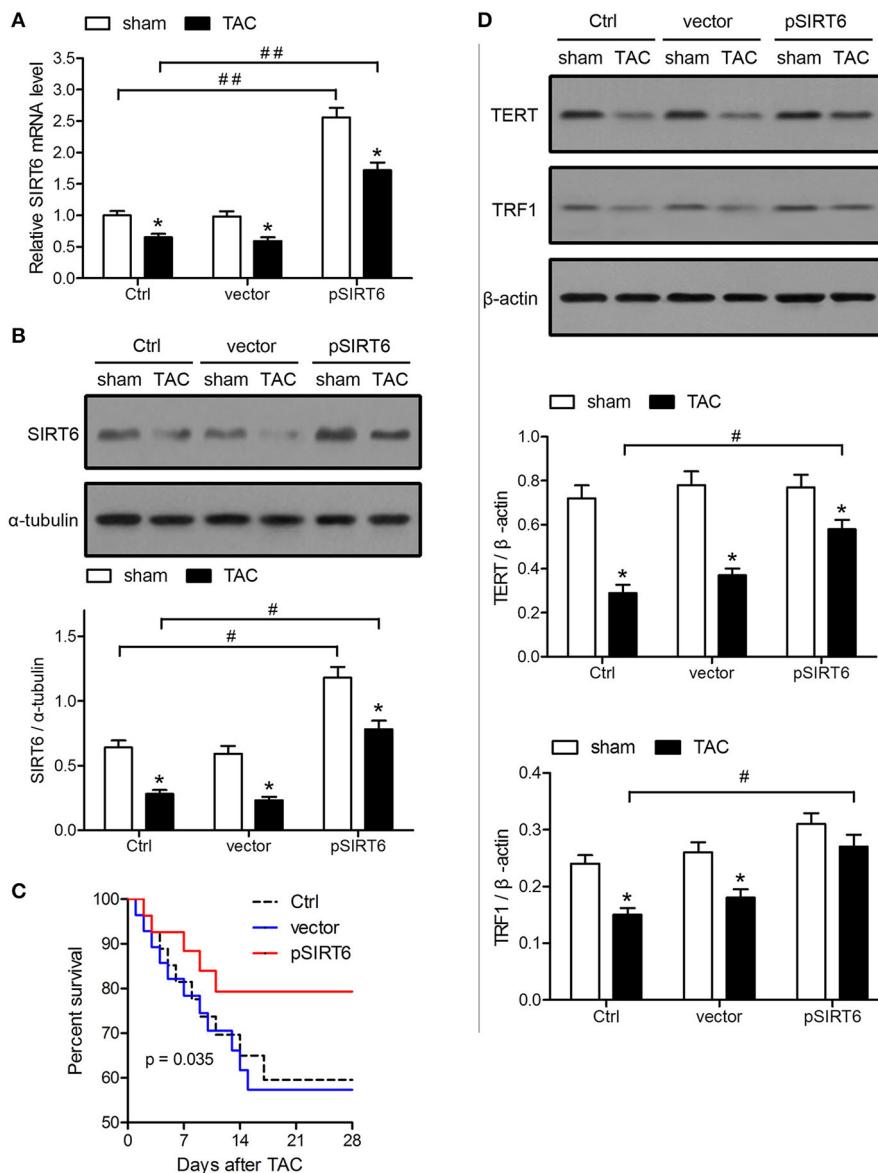 A
sham TAC
# #
# #
Relative SIRT6 mRNA level
3.5
3.0
2.5
2.0
1.5
1.0
0.5
0.0
* * *
Ctrl vector pSIRT6
B
Ctrl vector pSIRT6
sham TAC sham TAC sham TAC
SIRT6
α-tubulin
sham TAC
#
#
SIRT6 / α-tubulin
1.5
1.0
0.5
0.0
* * *
Ctrl vector pSIRT6
C
Ctrl
vector
pSIRT6
Percent survival
100
90
80
70
60
50
p = 0.035
0 7 14 21 28
Days after TAC
D
Ctrl vector pSIRT6
sham TAC sham TAC sham TAC
TERT
TRF1
β-actin
sham TAC
#
TERT / β -actin
1.0
0.8
0.6
0.4
0.2
0.0
* * *
Ctrl vector pSIRT6
sham TAC
#
TRF1 / β -actin
0.4
0.3
0.2
0.1
0.0
* *
Ctrl vector pSIRT6